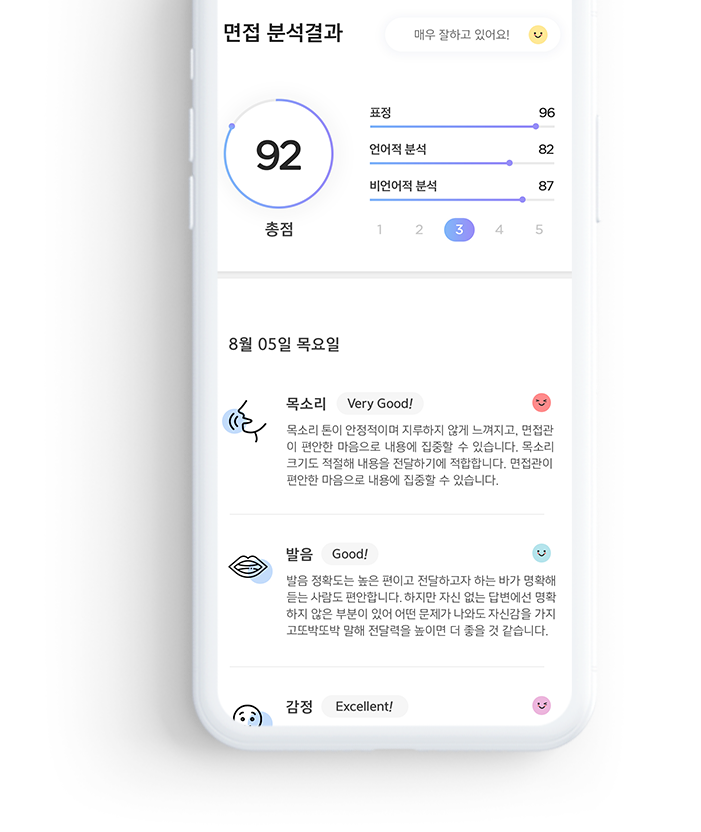 면접 분석결과
매우 잘하고 있어요!
92
총점
표정 96
언어적 분석 82
비언어적 분석 87
1 2 3 4 5
8월 05일 목요일
목소리 Very Good!
목소리 톤이 안정적이며 지루하지 않게 느껴지고, 면접관
이 편안한 마음으로 내용에 집중할 수 있습니다. 목소리
크기도 적절해 내용을 전달하기에 적합합니다. 면접관이
편안한 마음으로 내용에 집중할 수 있습니다.
발음 Good!
발음 정확도는 높은 편이고 전달하고자 하는 바가 명확해
듣는 사람도 편안합니다. 하지만 자신 없는 답변에선 명확
하지 않은 부분이 있어 어떤 문제가 나와도 자신감을 가지
고또박또박 말해 전달력을 높이면 더 좋을 것 같습니다.
감정 Excellent!